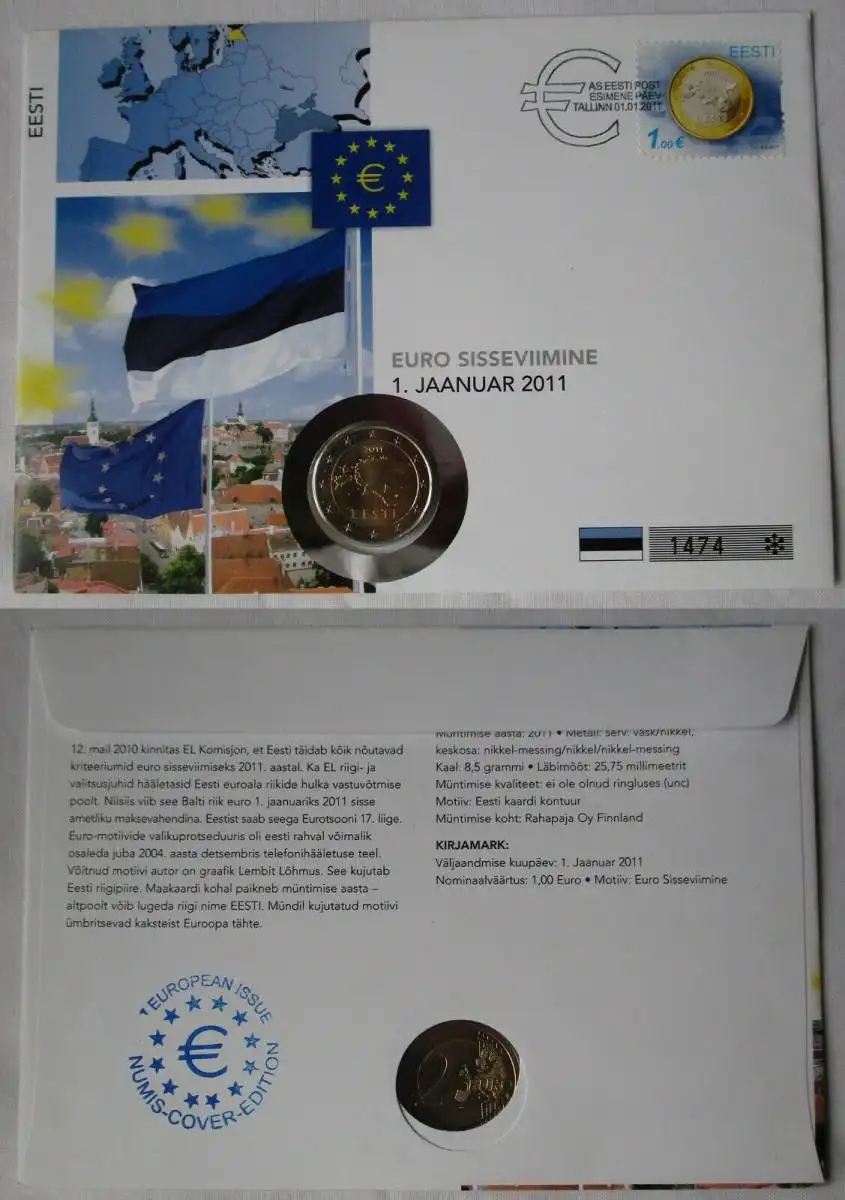 EESTI
AS EESTI POST
ESIMENE PÄEV
TALLINN 01.01.2011
EESTI
1.00 €
€
EURO SISSEVIIMINE
1. JAANUAR 2011
2011
EESTI
1474
12. mail 2010 kinnitas EL Komisjon, et Eesti täidab kõik nõutavad
kriteeriumid euro sisseviimiseks 2011. aastal. Ka EL riigi- ja
valitsusjuhid hääletasid Eesti euroala riikide hulka vastuvõtmise
poolt. Niisiis viib see Balti riik euro 1. jaanuariks 2011 sisse
ametliku maksevahendina. Eestist saab seega Eurotsooni 17. liige.
Euro-motiivide valikuprotseduuris oli eesti rahval võimalik
osaleda juba 2004. aasta detsembris telefonihääletuse teel.
Võitnud motiivi autor on graafik Lembit Lõhmus. See kujutab
Eesti riigipiire. Maakaardi kohal paikneb müntimise aasta –
altpoolt võib lugeda riigi nime EESTI. Mündil kujutatud motiivi
ümbritsevad kaksteist Euroopa tähte.
Müntimise aasta: 2011 • Metall: serv: vask/nikkel,
keskosa: nikkel-messing/nikkel/nikkel-messing
Kaal: 8,5 grammi • Läbimõõt: 25,75 millimeetrit
Müntimise kvaliteet: ei ole olnud ringluses (unc)
Motiiv: Eesti kaardi kontuur
Müntimise koht: Rahapaja Oy Finnland
KIRJAMARK:
Väljaandmise kuupäev: 1. Jaanuar 2011
Nominaalväärtus: 1,00 Euro • Motiiv: Euro Sisseviimine
EUROPEAN ISSUE
€
NUMIS-COVER-EDITION
2 EURO